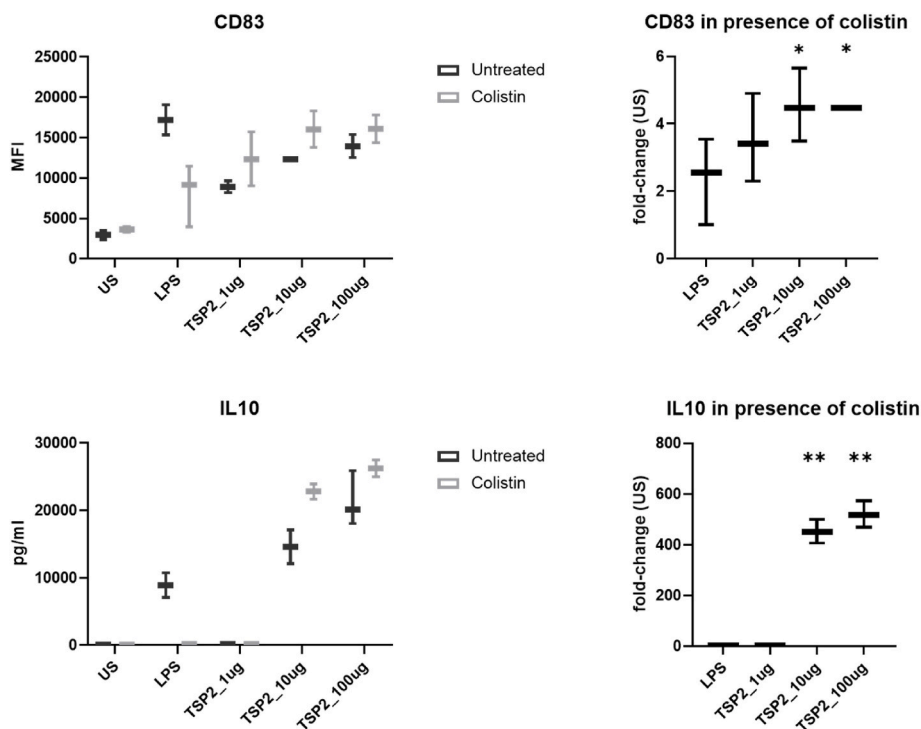 CD83
25000
20000
15000
10000
5000
0
MFI
US
LPS
TSP2_1ug
TSP2_10ug
TSP2_100ug
Untreated
Colistin
CD83 in presence of colistin
* *
6
4
2
0
fold-change (US)
LPS
TSP2_1ug
TSP2_10ug
TSP2_100ug
IL10
30000
20000
10000
0
pg/ml
US
LPS
TSP2_1ug
TSP2_10ug
TSP2_100ug
Untreated
Colistin
IL10 in presence of colistin
** **
800
600
400
200
0
fold-change (US)
LPS
TSP2_1ug
TSP2_10ug
TSP2_100ug